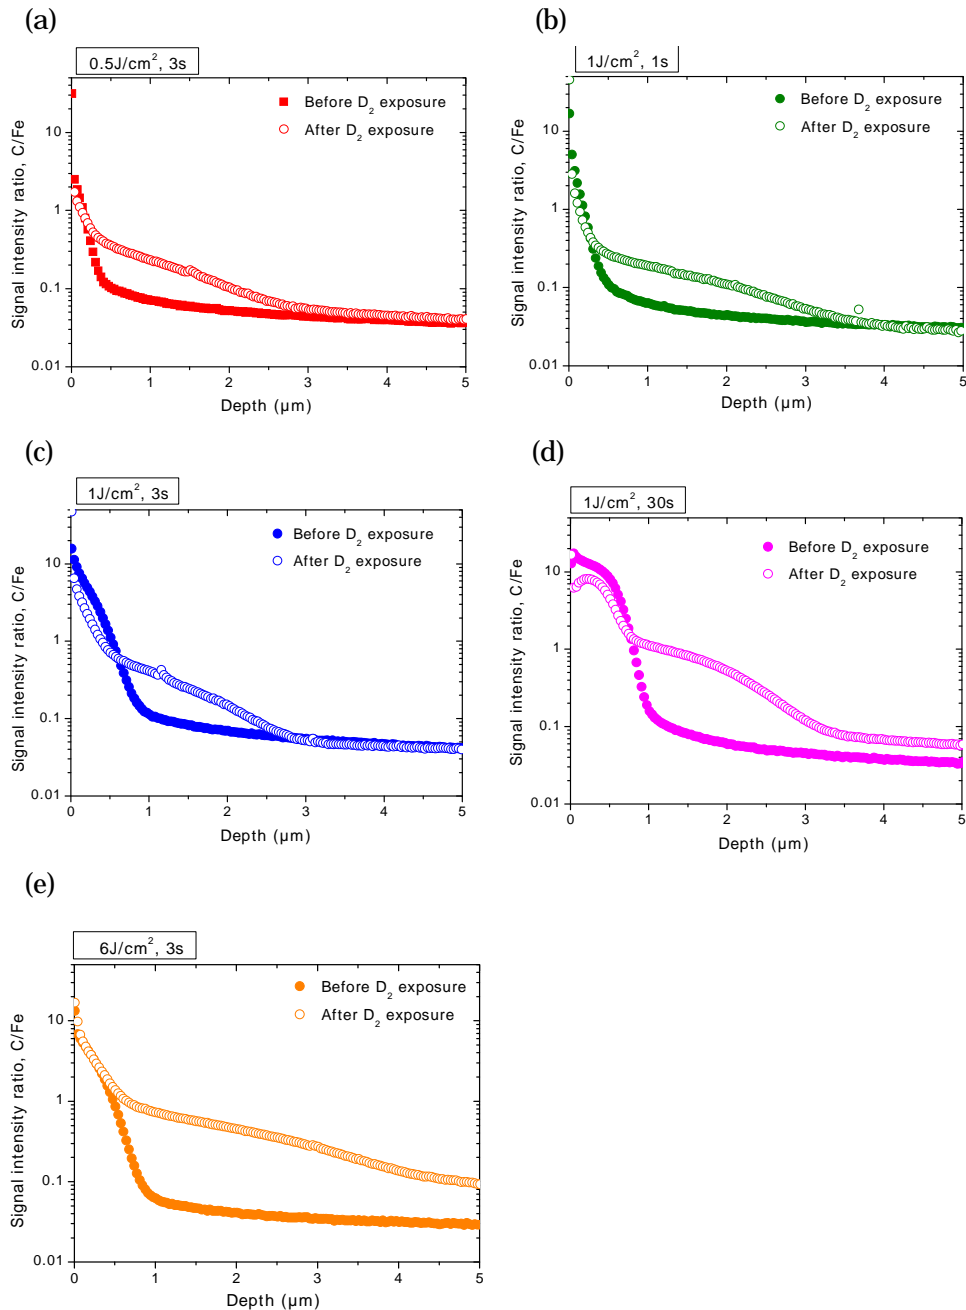 (a)
0.5J/cm², 3s
Before D₂ exposure
After D₂ exposure
Signal intensity ratio, C/Fe
10
1
0.1
0.01
0 1 2 3 4 5
Depth (μm)
(b)
1J/cm², 1s
Before D₂ exposure
After D₂ exposure
Signal intensity ratio, C/Fe
10
1
0.1
0.01
0 1 2 3 4 5
Depth (μm)
(c)
1J/cm², 3s
Before D₂ exposure
After D₂ exposure
Signal intensity ratio, C/Fe
10
1
0.1
0.01
0 1 2 3 4 5
Depth (μm)
(d)
1J/cm², 30s
Before D₂ exposure
After D₂ exposure
Signal intensity ratio, C/Fe
10
1
0.1
0.01
0 1 2 3 4 5
Depth (μm)
(e)
6J/cm², 3s
Before D₂ exposure
After D₂ exposure
Signal intensity ratio, C/Fe
10
1
0.1
0.01
0 1 2 3 4 5
Depth (μm)